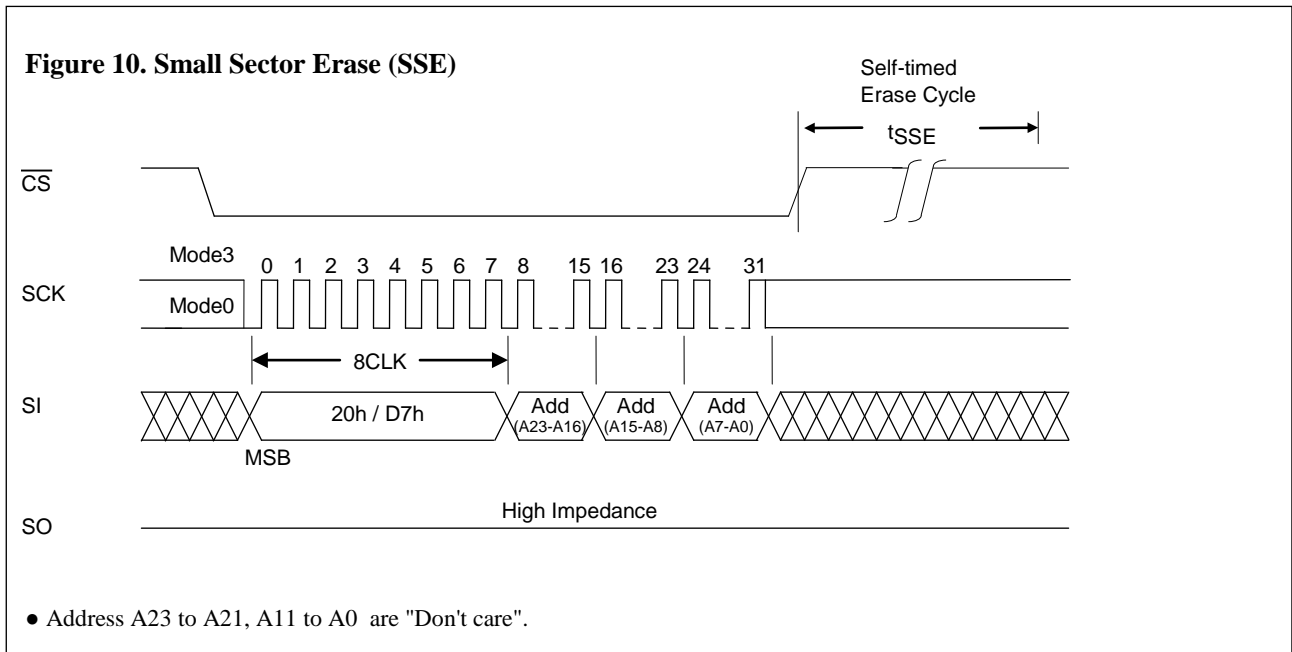 Figure 10. Small Sector Erase (SSE)
Self-timed
Erase Cycle
tSSE
CS
Mode3
0 1 2 3 4 5 6 7 8 15 16 23 24 31
SCK
Mode0
8CLK
SI
20h / D7h
Add
(A23-A16)
Add
(A15-A8)
Add
(A7-A0)
MSB
High Impedance
SO
● Address A23 to A21, A11 to A0 are "Don't care".